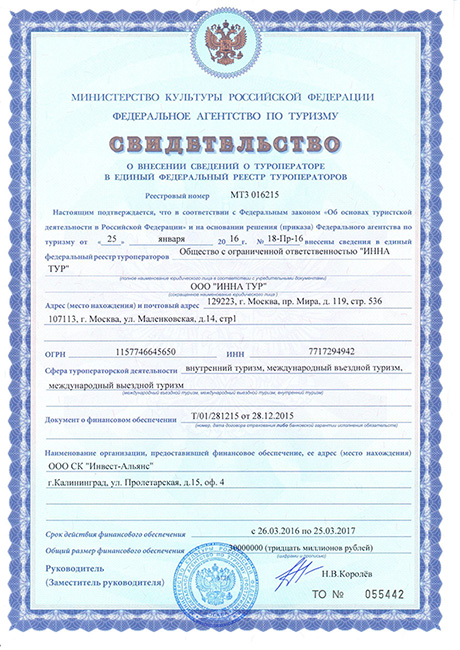 МИНИСТЕРСТВО КУЛЬТУРЫ РОССИЙСКОЙ ФЕДЕРАЦИИ
ФЕДЕРАЛЬНОЕ АГЕНТСТВО ПО ТУРИЗМУ
СВИДЕТЕЛЬСТВО
О ВНЕСЕНИИ СВЕДЕНИЙ О ТУРОПЕРАТОРЕ
В ЕДИНЫЙ ФЕДЕРАЛЬНЫЙ РЕЕСТР ТУРОПЕРАТОРОВ
Реестровый номер МТ3 016215
Настоящим подтверждается, что в соответствии с Федеральным законом «Об основах туристской
деятельности в Российской Федерации» и на основании решения (приказа) Федерального агентства по
туризму от « 25 » января 20 16 г. № 18-Пр-16 внесены сведения в единый
федеральный реестр туроператоров Общество с ограниченной ответственностью "ИННА
ТУР"
(полное наименование юридического лица в соответствии с учредительными документами)
ООО "ИННА ТУР"
(сокращенное наименование юридического лица)
Адрес (место нахождения) и почтовый адрес 129223, г. Москва, пр. Мира, д. 119, стр. 536
107113, г. Москва, ул. Маленковская, д.14, стр1
ОГРН 1157746645650 ИНН 7717294942
Сфера туроператорской деятельности внутренний туризм, международный въездной туризм,
международный выездной туризм
(международный въездной туризм, международный выездной туризм, внутренний туризм)
Документ о финансовом обеспечении Т/01/281215 от 28.12.2015
(номер, дата договора страхования либо банковской гарантии исполнения обязательств)
Наименование организации, предоставившей финансовое обеспечение, ее адрес (место нахождения)
ООО СК "Инвест-Альянс"
г.Калининград, ул. Пролетарская, д.15, оф. 4
Срок действия финансового обеспечения с 26.03.2016 по 25.03.2017
Общий размер финансового обеспечения 30000000 (тридцать миллионов рублей)
(цифрами и прописью)
Руководитель
(Заместитель руководителя) Н.В.Королёв
ТО № 055442